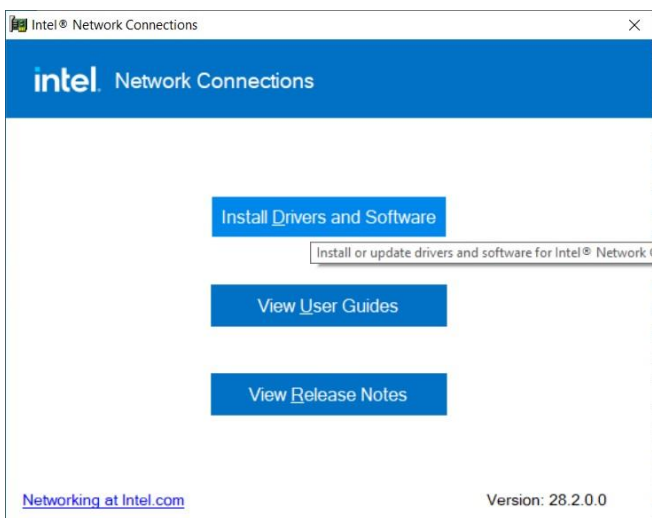 Intel® Network Connections
intel. Network Connections
Install Drivers and Software
Install or update drivers and software for Intel® Network
View User Guides
View Release Notes
Networking at Intel.com
Version: 28.2.0.0